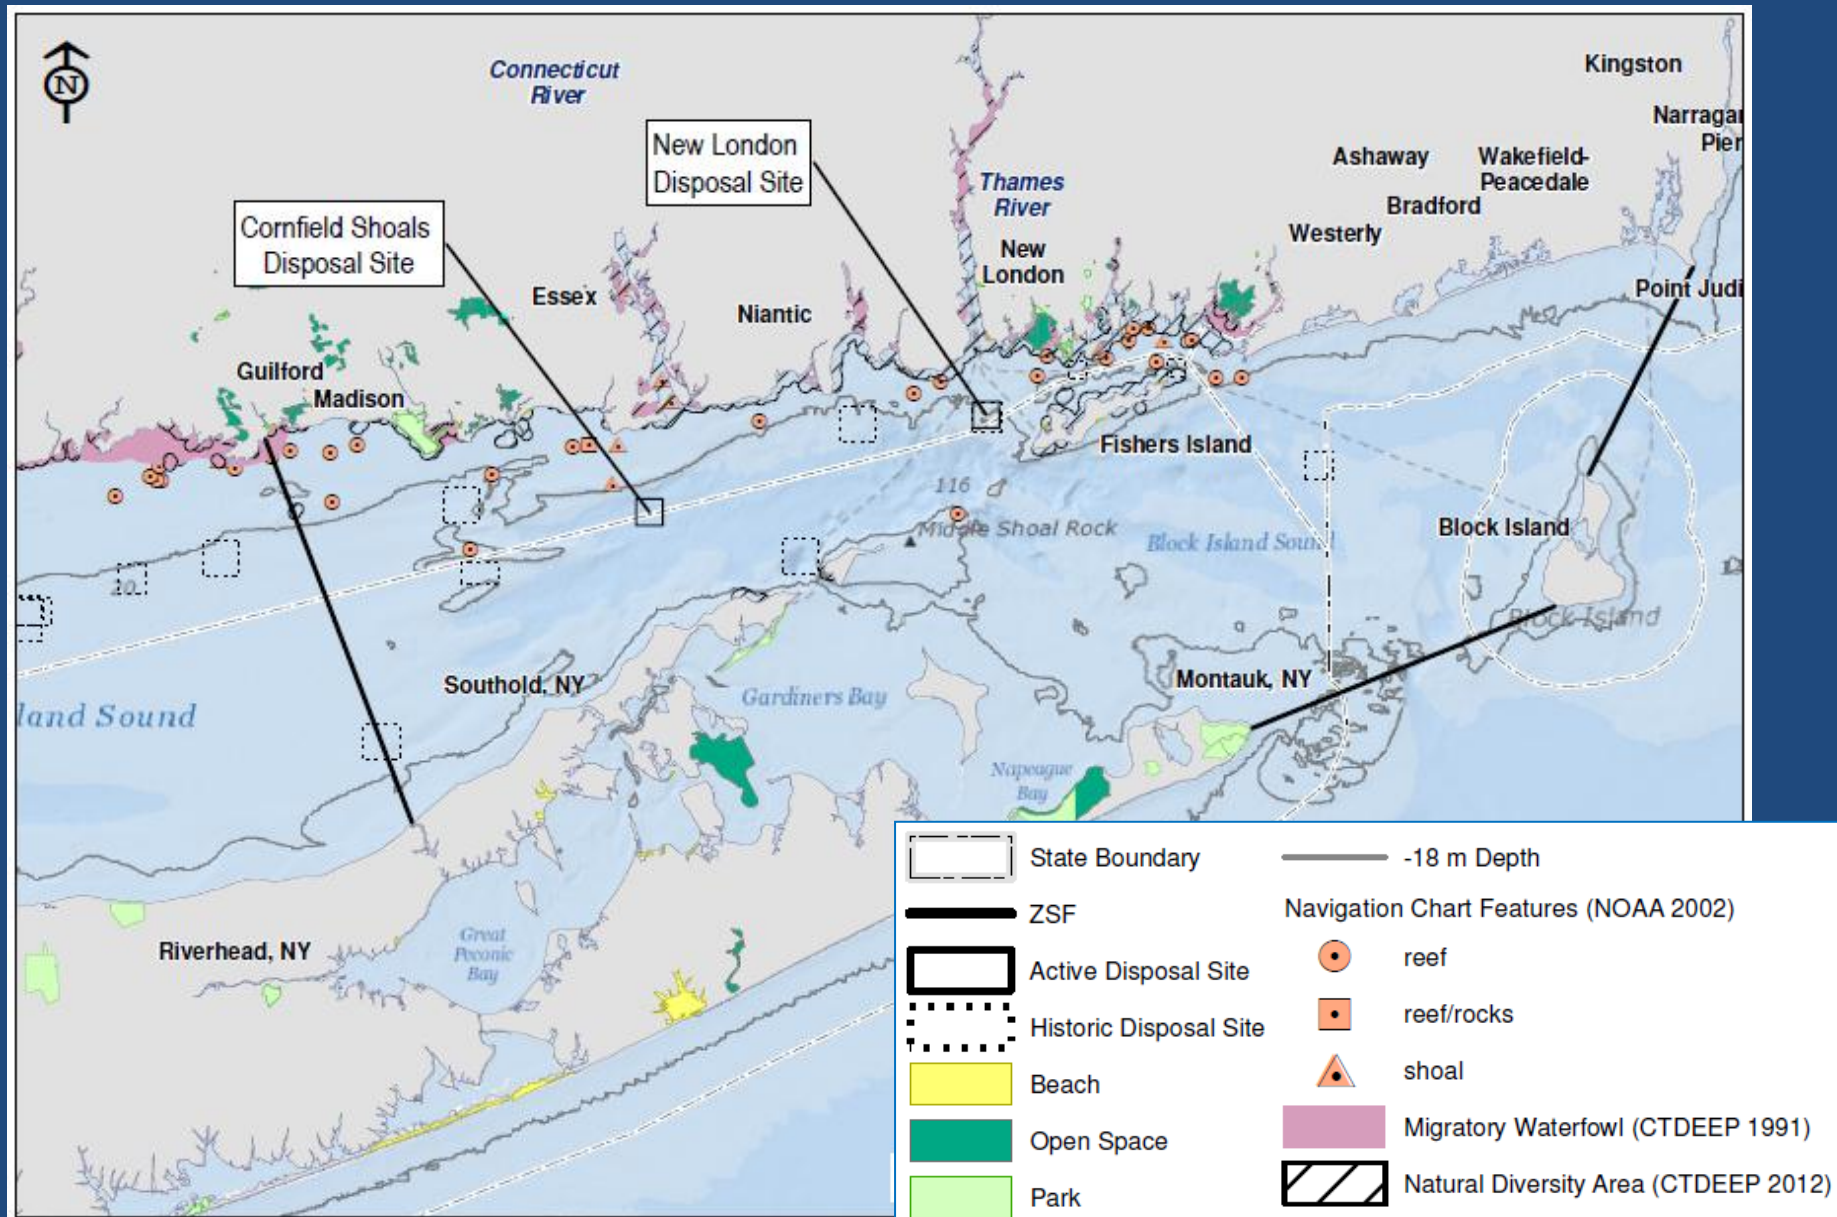 N
Connecticut
River
Kingston
Narragan
Pier
New London
Disposal Site
Ashaway
Wakefield-
Peacedale
Thames
River
Bradford
Westerly
Cornfield Shoals
Disposal Site
New
London
Essex
Niantic
Point Judi
Guilford
Madison
Fishers Island
116
Middle Shoal Rock
Block Island Sound
Block Island
20
Block Island
Southold, NY
Montauk, NY
Gardiners Bay
land Sound
Napeague
Bay
Riverhead, NY
Great
Peconic
Bay
State Boundary
ZSF
Active Disposal Site
Historic Disposal Site
Beach
Open Space
Park
-18 m Depth
Navigation Chart Features (NOAA 2002)
reef
reef/rocks
shoal
Migratory Waterfowl (CTDEEP 1991)
Natural Diversity Area (CTDEEP 2012)